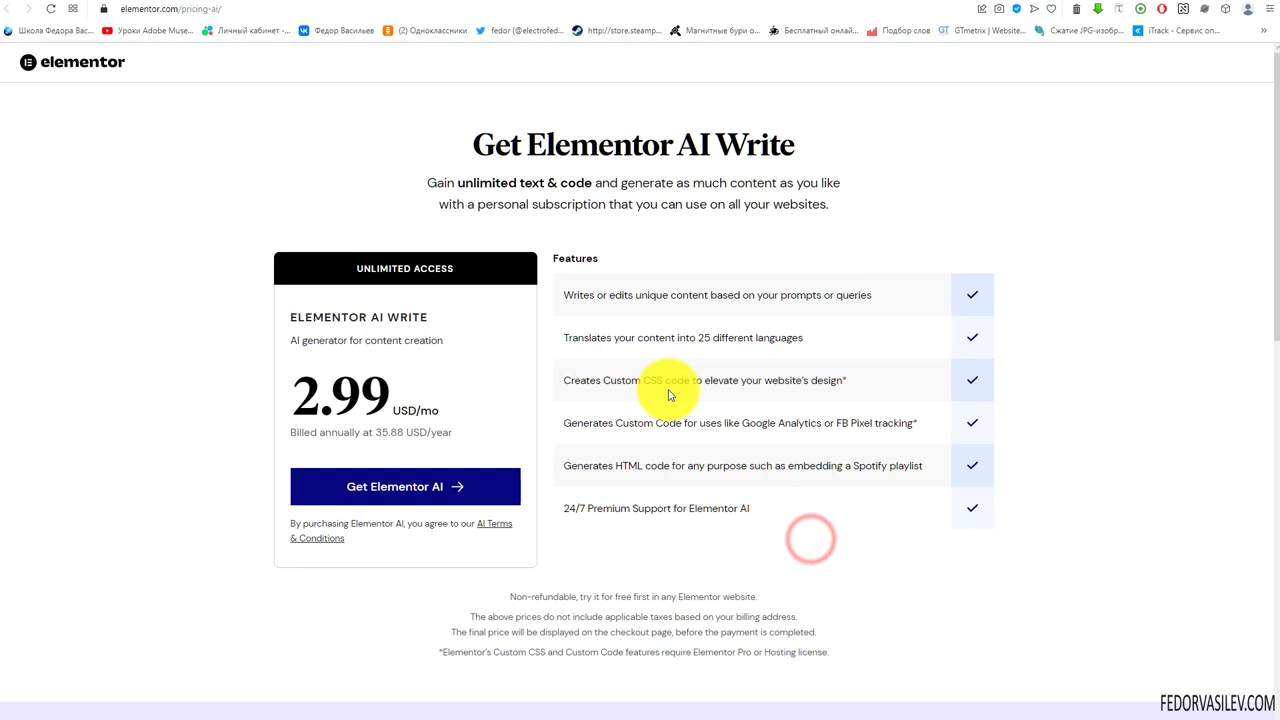 elementor.com/pricing-ai/
Школа Федора Вас...
Уроки Adobe Muse...
Личный кабинет -...
Федор Васильев
(2) Одноклассники
fedor (@electrofed...
http://store.steamp...
Магнитные бури о...
Бесплатный онлай...
Подбор слов
GTmetrix | Website...
Сжатие JPG-изобр...
iTrack - Сервис оп...
elementor
Get Elementor AI Write
Gain unlimited text & code and generate as much content as you like
with a personal subscription that you can use on all your websites.
UNLIMITED ACCESS
ELEMENTOR AI WRITE
AI generator for content creation
2.99 USD/mo
Billed annually at 35.88 USD/year
Get Elementor AI
By purchasing Elementor AI, you agree to our AI Terms
& Conditions
Features
Writes or edits unique content based on your prompts or queries
Translates your content into 25 different languages
Creates Custom CSS code to elevate your website's design*
Generates Custom Code for uses like Google Analytics or FB Pixel tracking*
Generates HTML code for any purpose such as embedding a Spotify playlist
24/7 Premium Support for Elementor AI
Non-refundable, try it for free first in any Elementor website.
The above prices do not include applicable taxes based on your billing address.
The final price will be displayed on the checkout page, before the payment is completed.
*Elementor's Custom CSS and Custom Code features require Elementor Pro or Hosting license.
FEDORVASILEV.COM